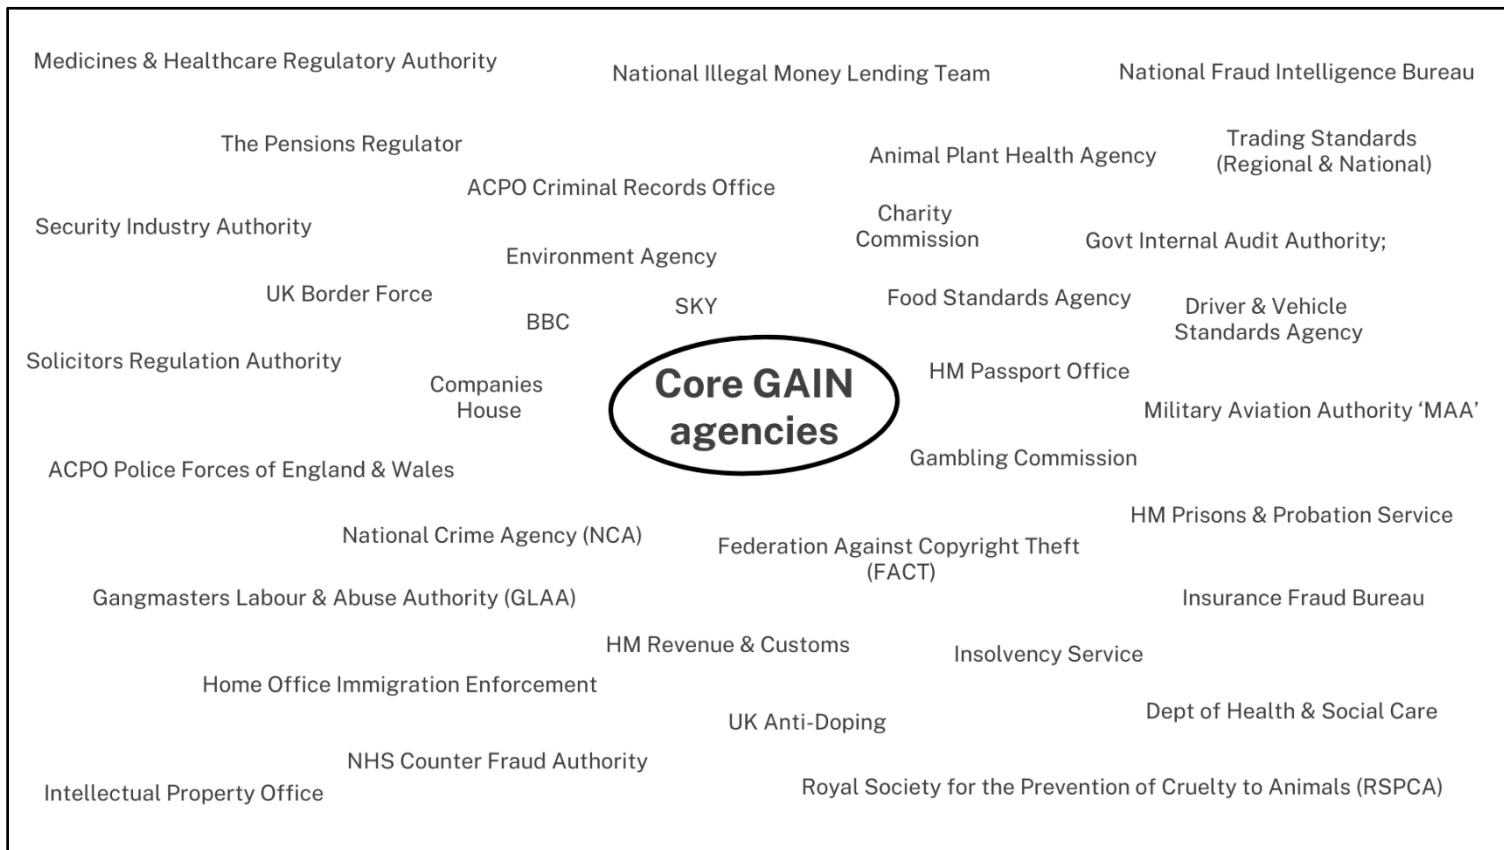 Medicines & Healthcare Regulatory Authority
National Illegal Money Lending Team
National Fraud Intelligence Bureau
The Pensions Regulator
Animal Plant Health Agency
Trading Standards
(Regional & National)
ACPO Criminal Records Office
Security Industry Authority
Charity
Commission
Govt Internal Audit Authority;
Environment Agency
UK Border Force
BBC
SKY
Food Standards Agency
Driver & Vehicle
Standards Agency
Solicitors Regulation Authority
Companies
House
Core GAIN
agencies
HM Passport Office
Military Aviation Authority ‘MAA’
ACPO Police Forces of England & Wales
Gambling Commission
HM Prisons & Probation Service
National Crime Agency (NCA)
Federation Against Copyright Theft
(FACT)
Gangmasters Labour & Abuse Authority (GLAA)
Insurance Fraud Bureau
HM Revenue & Customs
Insolvency Service
Home Office Immigration Enforcement
UK Anti-Doping
Dept of Health & Social Care
NHS Counter Fraud Authority
Intellectual Property Office
Royal Society for the Prevention of Cruelty to Animals (RSPCA)